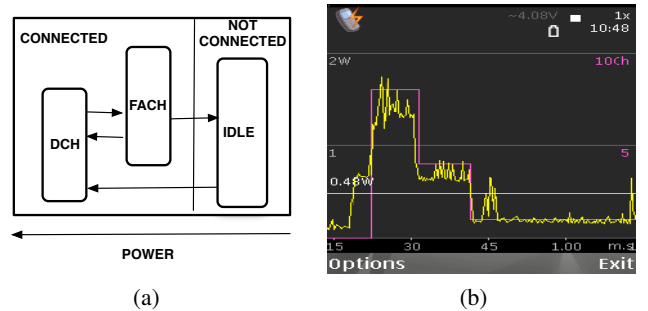 CONNECTED
NOT
CONNECTED
DCH
FACH
IDLE
POWER
(a)
~4.08V
1x
10:48
2W
10Ch
1
5
0.48W
15
30
45
1.00
m.s
Options
Exit
(b)